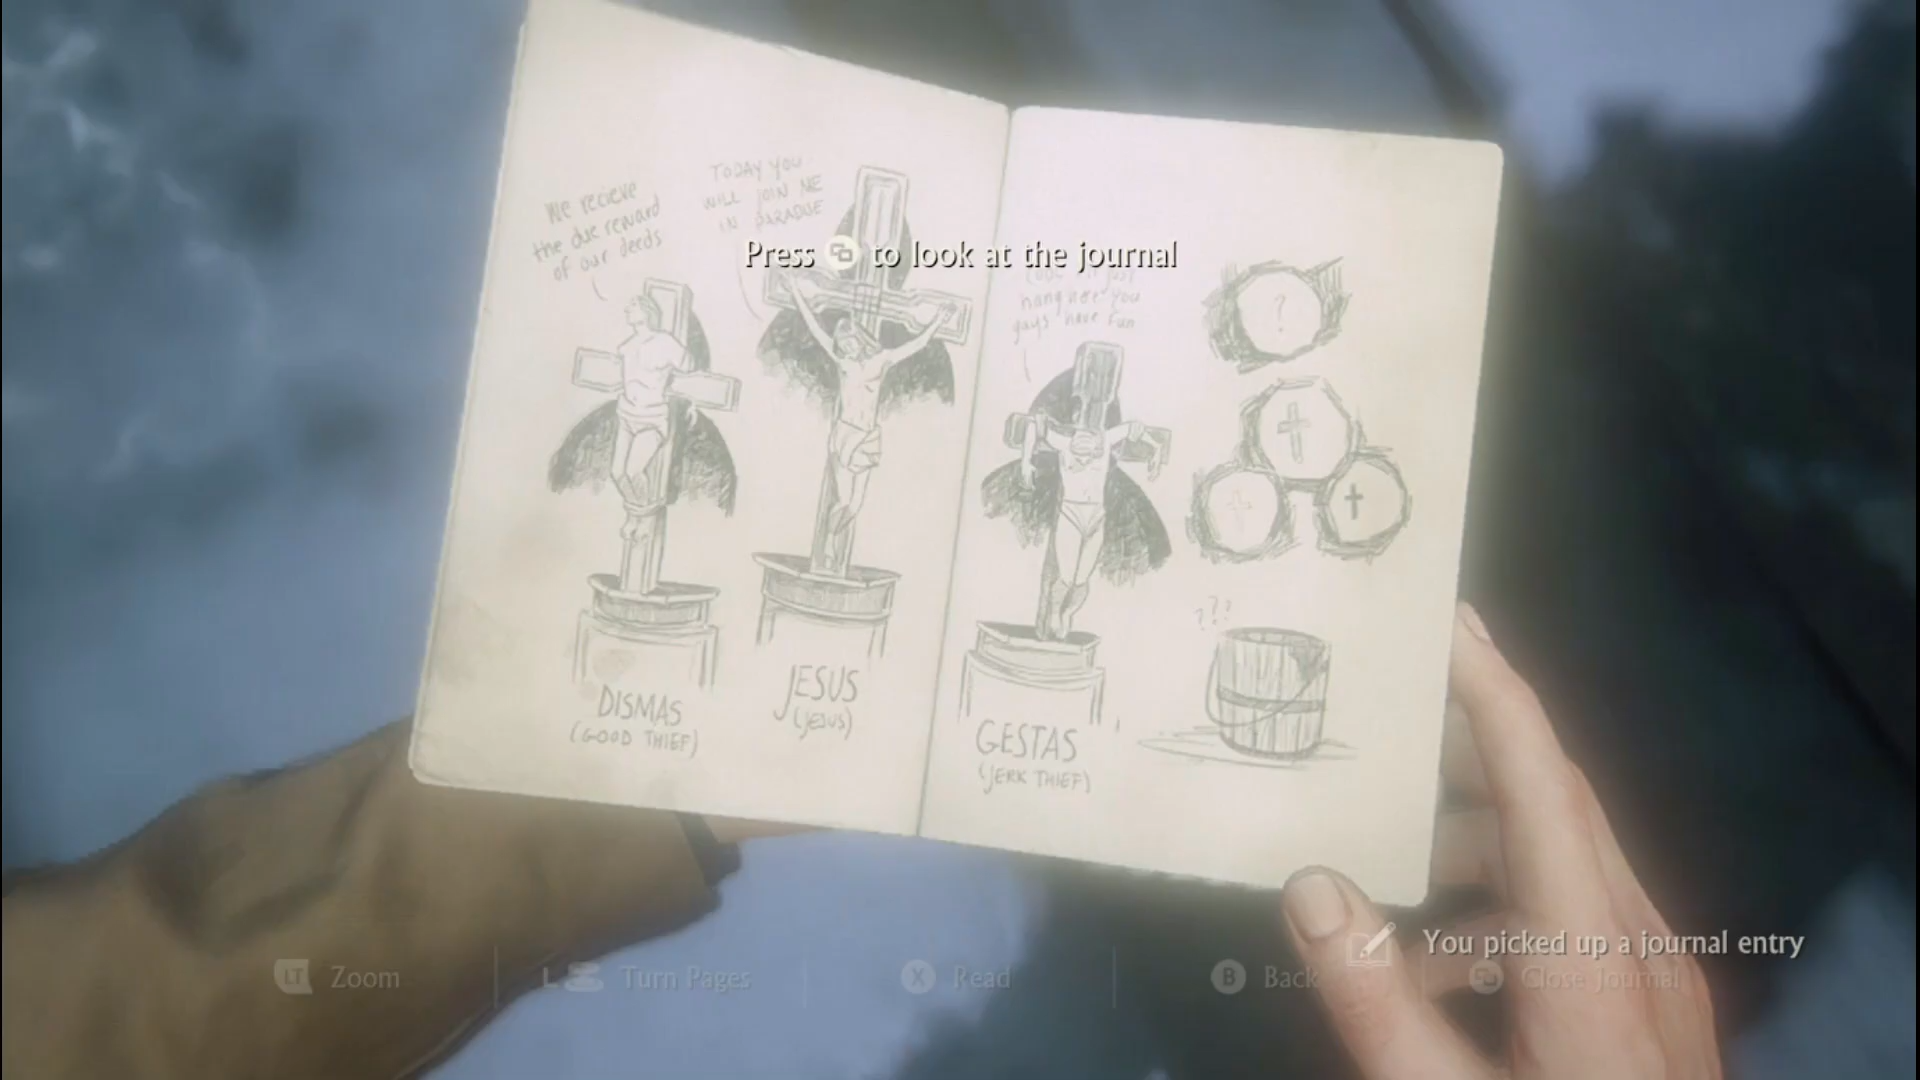 We recieve
the due reward
of our deeds
TODAY YOU
WILL JOIN ME
IN PARADISE
Press to look at the journal
hang here you
guys have fun
?
DISMAS
(GOOD THIEF)
JESUS
(JESUS)
GESTAS
(JERK THIEF)
???
You picked up a journal entry
LT Zoom
L Turn Pages
X Read
B Back
Close Journal